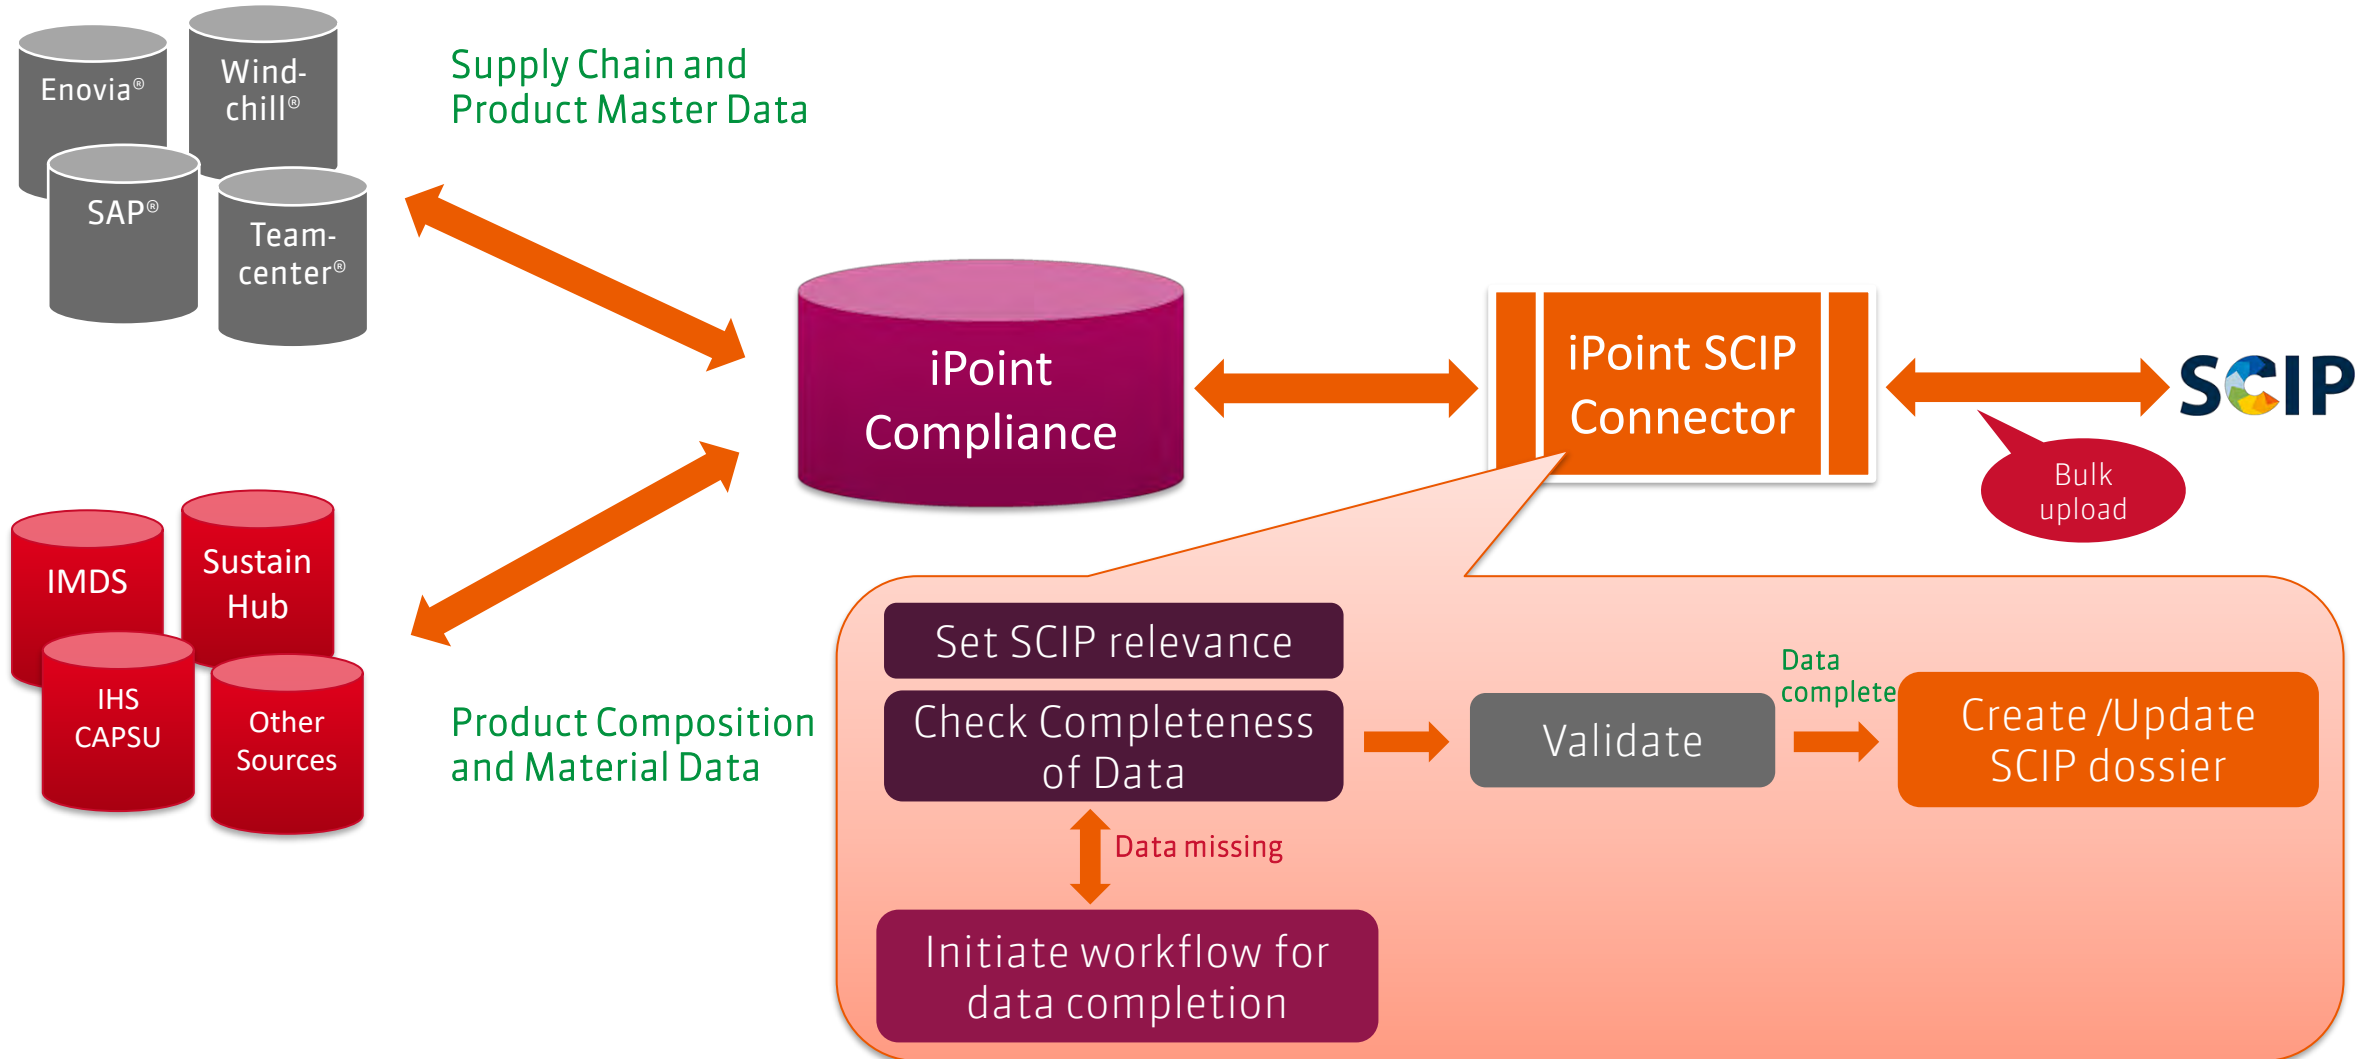 Enovia®
Wind-
chill®
SAP®
Team-
center®
Supply Chain and
Product Master Data
iPoint
Compliance
iPoint SCIP
Connector
SCIP
Bulk
upload
IMDS
Sustain
Hub
IHS
CAPSU
Other
Sources
Product Composition
and Material Data
Set SCIP relevance
Check Completeness
of Data
Validate
Data
complete
Create /Update
SCIP dossier
Data missing
Initiate workflow for
data completion